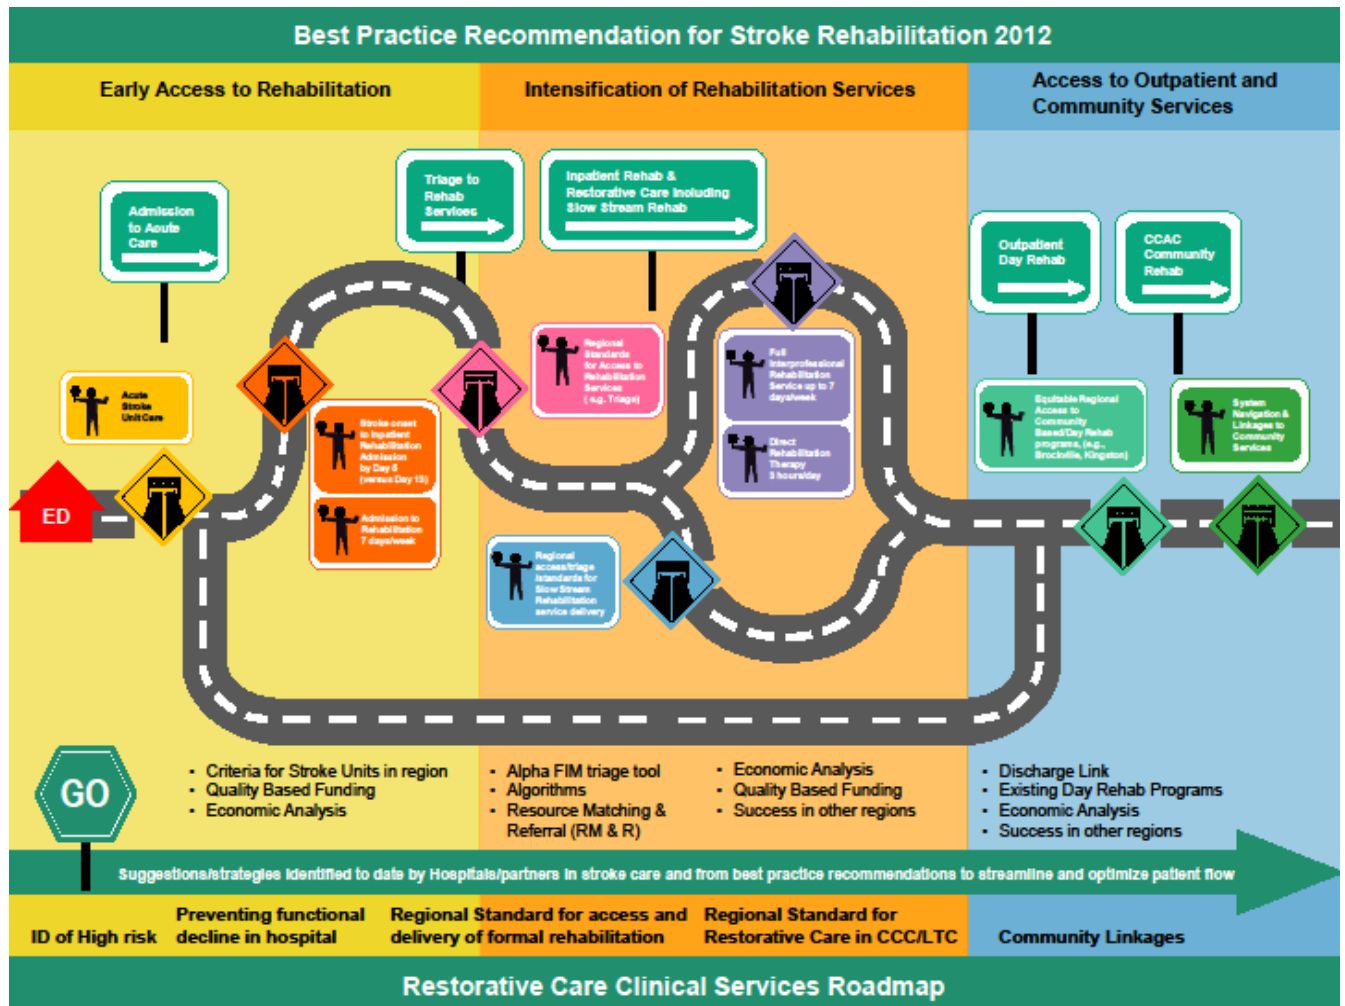 Best Practice Recommendation for Stroke Rehabilitation 2012
Early Access to Rehabilitation
Intensification of Rehabilitation Services
Access to Outpatient and
Community Services
Admission
to Acute
Care
Triage to
Rehab
Services
Inpatient Rehab &
Restorative Care Including
Slow Stream Rehab
Outpatient
Day Rehab
CCAC
Community
Rehab
Acute
Stroke
Unit Care
Stroke onset
to Inpatient
Rehabilitation
Admission
by Day 5
(versus Day 13)
Admission to
Rehabilitation
7 days/week
Regional
Standards
for Access to
Rehabilitation
Services
( e.g. Triage)
Full
Interprofessional
Rehabilitation
Service up to 7
days/week
Direct
Rehabilitation
Therapy
3 hours/day
Regional
access/triage
/standards for
Slow Stream
Rehabilitation
service delivery
Equitable Regional
Access to
Community
Based/Day Rehab
programs, (e.g.,
Brockville, Kingston)
System
Navigation &
Linkages to
Community
Services
ED
GO
• Criteria for Stroke Units in region
• Quality Based Funding
• Economic Analysis
• Alpha FIM triage tool
• Algorithms
• Resource Matching &
Referral (RM & R)
• Economic Analysis
• Quality Based Funding
• Success in other regions
• Discharge Link
• Existing Day Rehab Programs
• Economic Analysis
• Success in other regions
Suggestions/strategies identified to date by Hospitals/partners in stroke care and from best practice recommendations to streamline and optimize patient flow
ID of High risk
Preventing functional
decline in hospital
Regional Standard for access and
delivery of formal rehabilitation
Regional Standard for
Restorative Care in CCC/LTC
Community Linkages
Restorative Care Clinical Services Roadmap